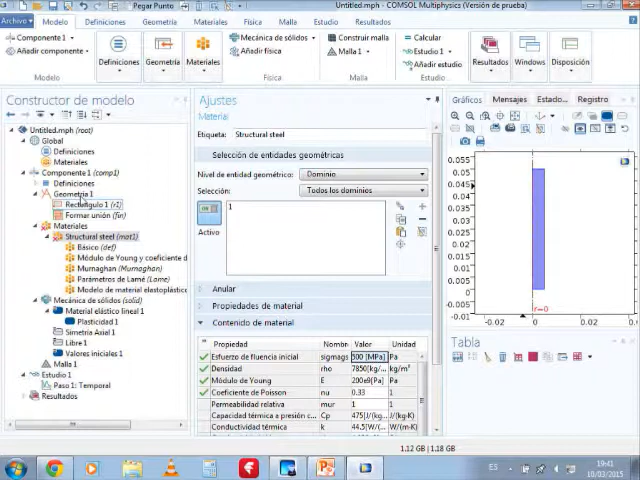 Pegar Punto
Untitled.mph - COMSOL Multiphysics (Versión de prueba)
Archivo
Modelo
Definiciones
Geometría
Materiales
Física
Malla
Estudio
Resultados
Componente 1
Añadir componente
Modelo
Definiciones
Geometría
Materiales
Mecánica de sólidos
Añadir física
Física
Construir malla
Malla 1
Malla
Calcular
Estudio 1
Añadir estudio
Estudio
Resultados
Windows
Disposición
Constructor de modelo
Untitled.mph (root)
Global
Definiciones
Materiales
Componente 1 (comp1)
Definiciones
Geometría 1
Rectángulo 1 (r1)
Formar unión (fin)
Materiales
Structural steel (mat1)
Básico (def)
Módulo de Young y coeficiente d
Murnaghan (Murnaghan)
Parámetros de Lamé (Lame)
Modelo de material elastoplástic
Mecánica de sólidos (solid)
Material elástico lineal 1
Plasticidad 1
Simetría Axial 1
Libre 1
Valores iniciales 1
Malla 1
Estudio 1
Paso 1: Temporal
Resultados
Ajustes
Material
Etiqueta: Structural steel
Selección de entidades geométricas
Nivel de entidad geométrico: Dominio
Selección: Todos los dominios
1
Activo
Anular
Propiedades de material
Contenido de material
Propiedad Nombr Valor Unidad
Esfuerzo de fluencia inicial sigmags 500 [MPa] Pa
Densidad rho 7850[kg/... kg/m³
Módulo de Young E 200e9[Pa] Pa
Coeficiente de Poisson nu 0.33 1
Permeabilidad relativa mur 1 1
Capacidad térmica a presión c... Cp 475[J/(kg... J/(kg·K)
Conductividad térmica k 44.5[W/(... W/(m·K)
Gráficos
Mensajes
Estado...
Registro
0.055
0.05
0.045
0.04
0.035
0.03
0.025
0.02
0.015
0.01
0.005
0
-0.005
-0.01
r=0
-0.02
0
0.02
0.0
Tabla
1.12 GB | 1.18 GB
ES
19:41
10/03/2015